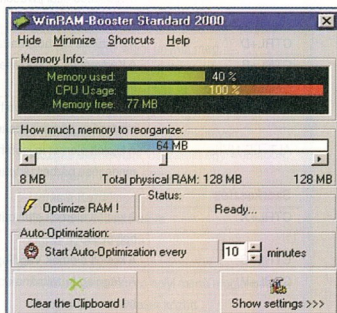 WinRAM-Booster Standard 2000
Hide Minimize Shortcuts Help
Memory Info:
Memory used: 40 %
CPU Usage: 100 %
Memory free: 77 MB
How much memory to reorganize:
64 MB
8 MB Total physical RAM: 128 MB 128 MB
Optimize RAM !
Status:
Ready...
Auto-Optimization:
Start Auto-Optimization every 10 minutes
Clear the Clipboard !
Show settings >>>